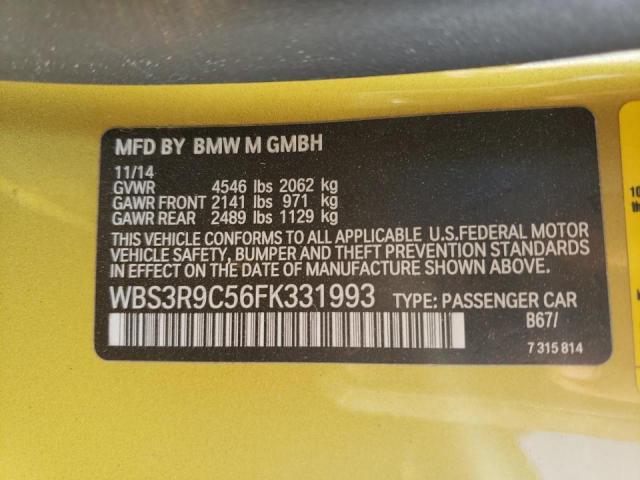 MFD BY BMW M GMBH
11/14
GVWR 4546 lbs 2062 kg
GAWR FRONT 2141 lbs 971 kg
GAWR REAR 2489 lbs 1129 kg
THIS VEHICLE CONFORMS TO ALL APPLICABLE U.S.FEDERAL MOTOR
VEHICLE SAFETY, BUMPER AND THEFT PREVENTION STANDARDS
IN EFFECT ON THE DATE OF MANUFACTURE SHOWN ABOVE.
WBS3R9C56FK331993 TYPE: PASSENGER CAR
B67/
7 315 814